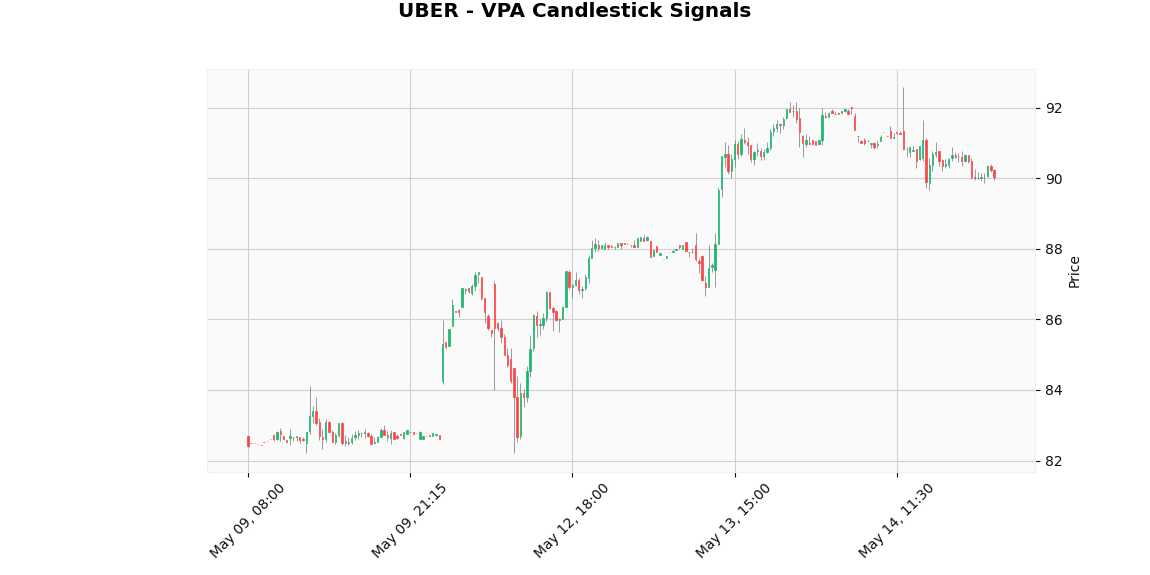 UBER - VPA Candlestick Signals
92
90
88
86
84
82
Price
May 09, 08:00
May 09, 21:15
May 12, 18:00
May 13, 15:00
May 14, 11:30